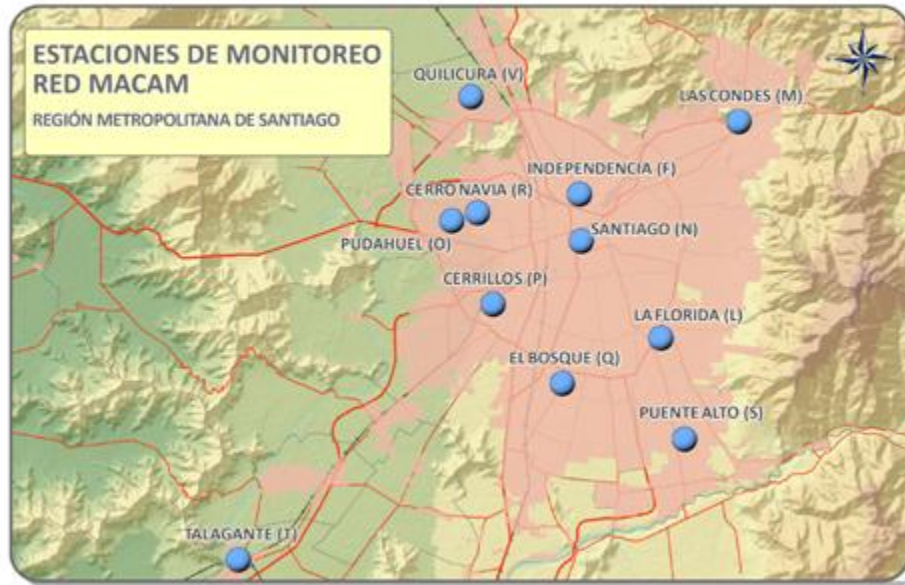 ESTACIONES DE MONITOREO
RED MACAM
REGIÓN METROPOLITANA DE SANTIAGO
QUILICURA (V)
LAS CONDES (M)
INDEPENDENCIA (F)
CERRO NAVIA (R)
SANTIAGO (N)
PUDAHUEL (O)
CERRILLOS (P)
LA FLORIDA (L)
EL BOSQUE (Q)
PUENTE ALTO (S)
TALAGANTE (T)